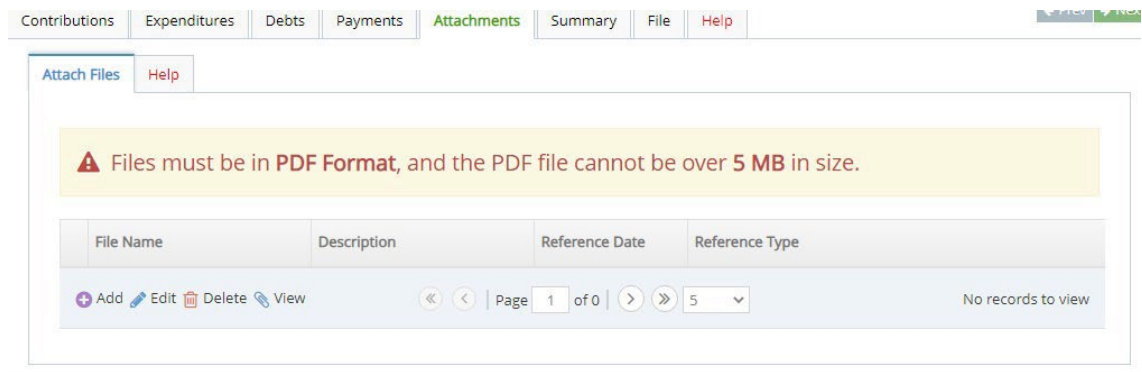 Contributions Expenditures Debts Payments Attachments Summary File Help Prev Next
Attach Files Help
Files must be in PDF Format, and the PDF file cannot be over 5 MB in size.
File Name Description Reference Date Reference Type
Add Edit Delete View Page 1 of 0 5 No records to view